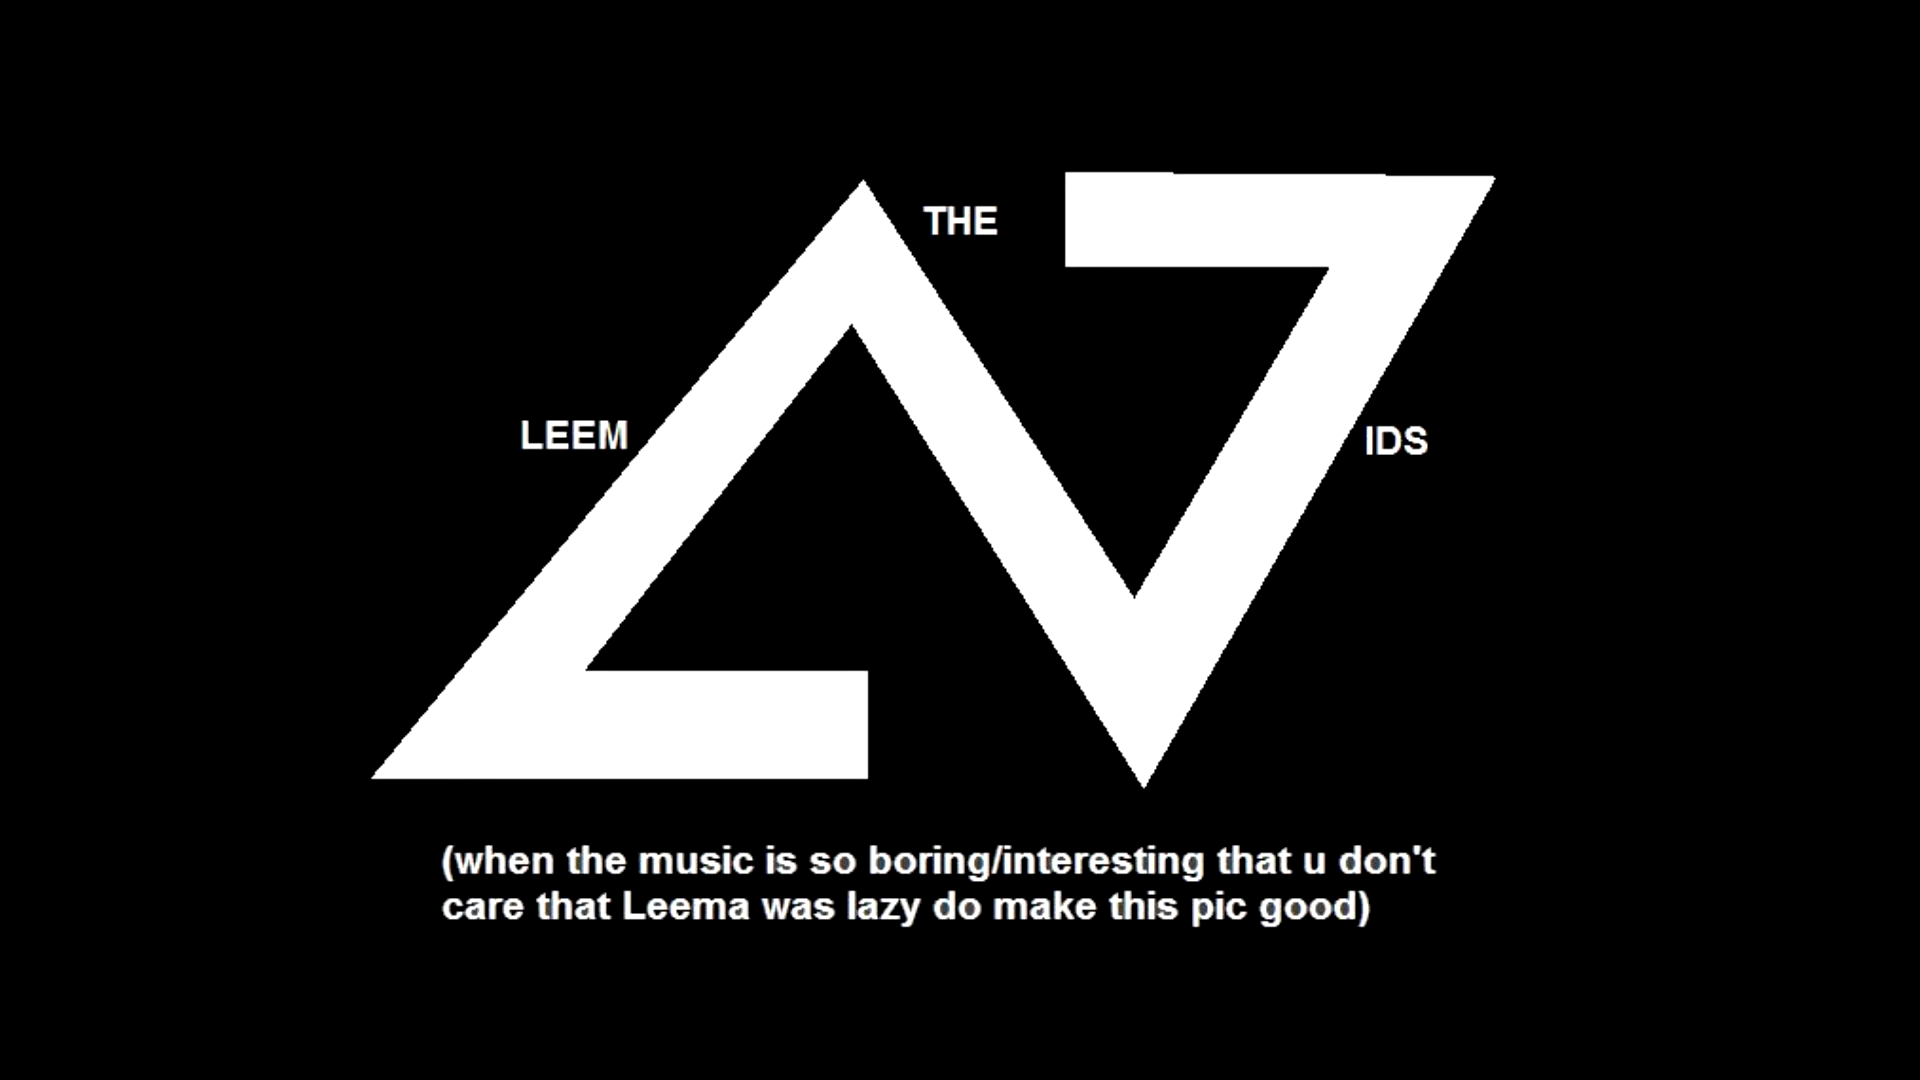 THE
LEEM
IDS
(when the music is so boring/interesting that u don't
care that Leema was lazy do make this pic good)